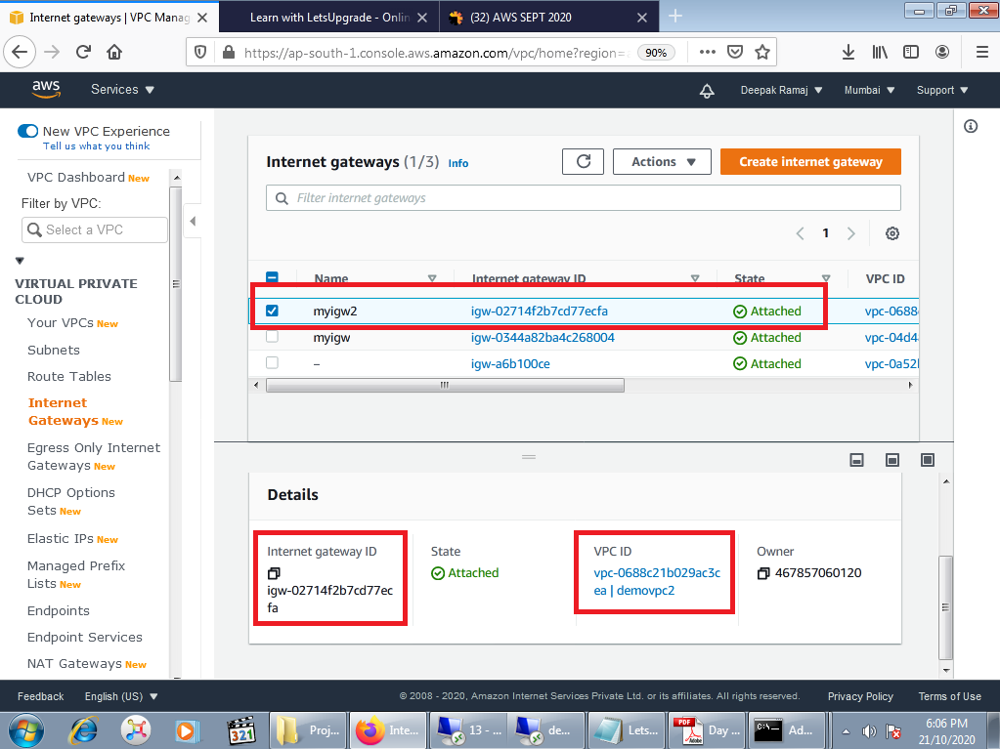 Internet gateways | VPC Manag
Learn with LetsUpgrade - Onlin
(32) AWS SEPT 2020
https://ap-south-1.console.aws.amazon.com/vpc/home?region=
90%
aws
Services
Deepak Ramaj
Mumbai
Support
New VPC Experience
Tell us what you think
VPC Dashboard New
Filter by VPC:
Select a VPC
VIRTUAL PRIVATE
CLOUD
Your VPCs New
Subnets
Route Tables
Internet
Gateways New
Egress Only Internet
Gateways New
DHCP Options
Sets New
Elastic IPs New
Managed Prefix
Lists New
Endpoints
Endpoint Services
NAT Gateways New
Internet gateways (1/3) Info
Actions
Create internet gateway
Filter internet gateways
1
Name
Internet gateway ID
State
VPC ID
myigw2 igw-02714f2b7cd77ecfa Attached vpc-0688
myigw igw-0344a82ba4c268004 Attached vpc-04d4
– igw-a6b100ce Attached vpc-0a52
Details
Internet gateway ID
igw-02714f2b7cd77ec
fa
State
Attached
VPC ID
vpc-0688c21b029ac3c
ea | demovpc2
Owner
467857060120
Feedback
English (US)
© 2008 - 2020, Amazon Internet Services Private Ltd. or its affiliates. All rights reserved.
Privacy Policy
Terms of Use
321
Proj...
Inte...
13 - ...
de...
Lets...
PDF
Adobe
Day ...
C:\.
Ad...
6:06 PM
21/10/2020